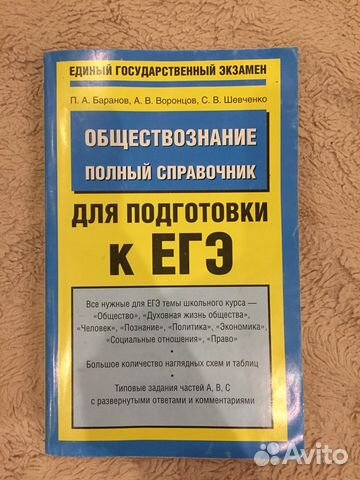 ЕДИНЫЙ ГОСУДАРСТВЕННЫЙ ЭКЗАМЕН
П. А. Баранов, А. В. Воронцов, С. В. Шевченко
ОБЩЕСТВОЗНАНИЕ
ПОЛНЫЙ СПРАВОЧНИК
ДЛЯ ПОДГОТОВКИ
К ЕГЭ
Все нужные для ЕГЭ темы школьного курса —
«Общество», «Духовная жизнь общества»,
«Человек», «Познание», «Политика», «Экономика»,
«Социальные отношения», «Право»
•
Большое количество наглядных схем и таблиц
•
Типовые задания частей А, В, С
с развернутыми ответами и комментариями
Avito